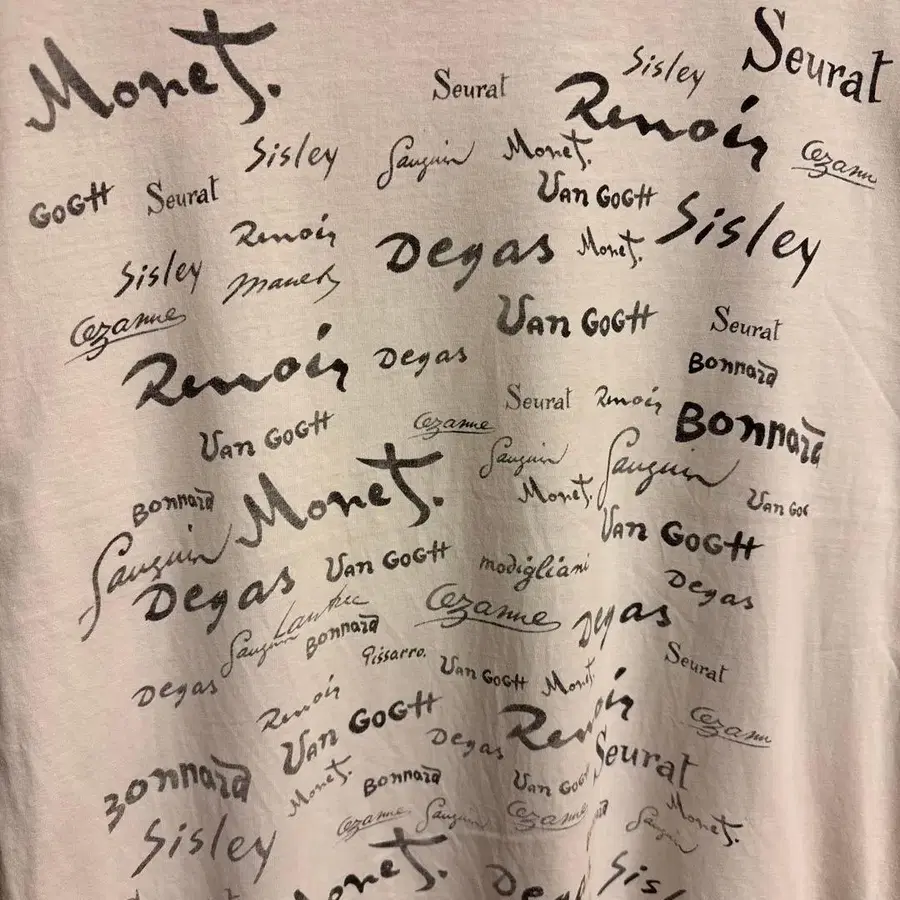 Monet.
Seurat
Sisley
Seurat
Renoir
Sisley
Gauguin
Monet.
Cezanne
GOGH
Seurat
VAN GOGH
Sisley
Renoir
Degas
Monet.
Sisley
Manet
Cezanne
VAN GOGH
Seurat
Renoir
Degas
Bonnard
Seurat
Renoir
Bonnard
VAN GOGH
Cezanne
Gauguin
Gauguin
Monet.
Monet.
Bonnard
VAN GOG
Gauguin
VAN GOGH
Degas
VAN GOGH
modigliani
Degas
Cezanne
Degas
Gauguin
Bonnard
Pissarro.
Degas
VAN GOGH
Monet.
Seurat
Renoir
VAN GOGH
Degas
Renoir
Cezanne
Bonnard
Monet.
Bonnard
VAN GOGH
Seurat
Sisley
Cezanne
Gauguin
Cezanne
Gauguin
Monet.
Monet.
Degas
Sisley